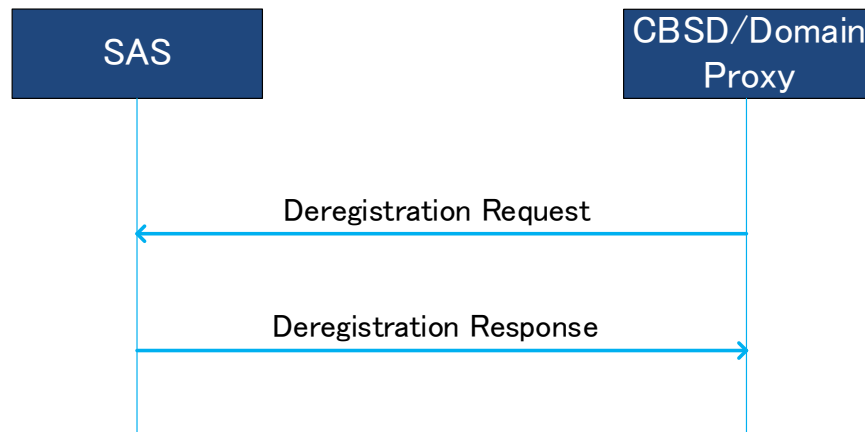 SAS
CBSD/Domain
Proxy
Deregistration Request
Deregistration Response